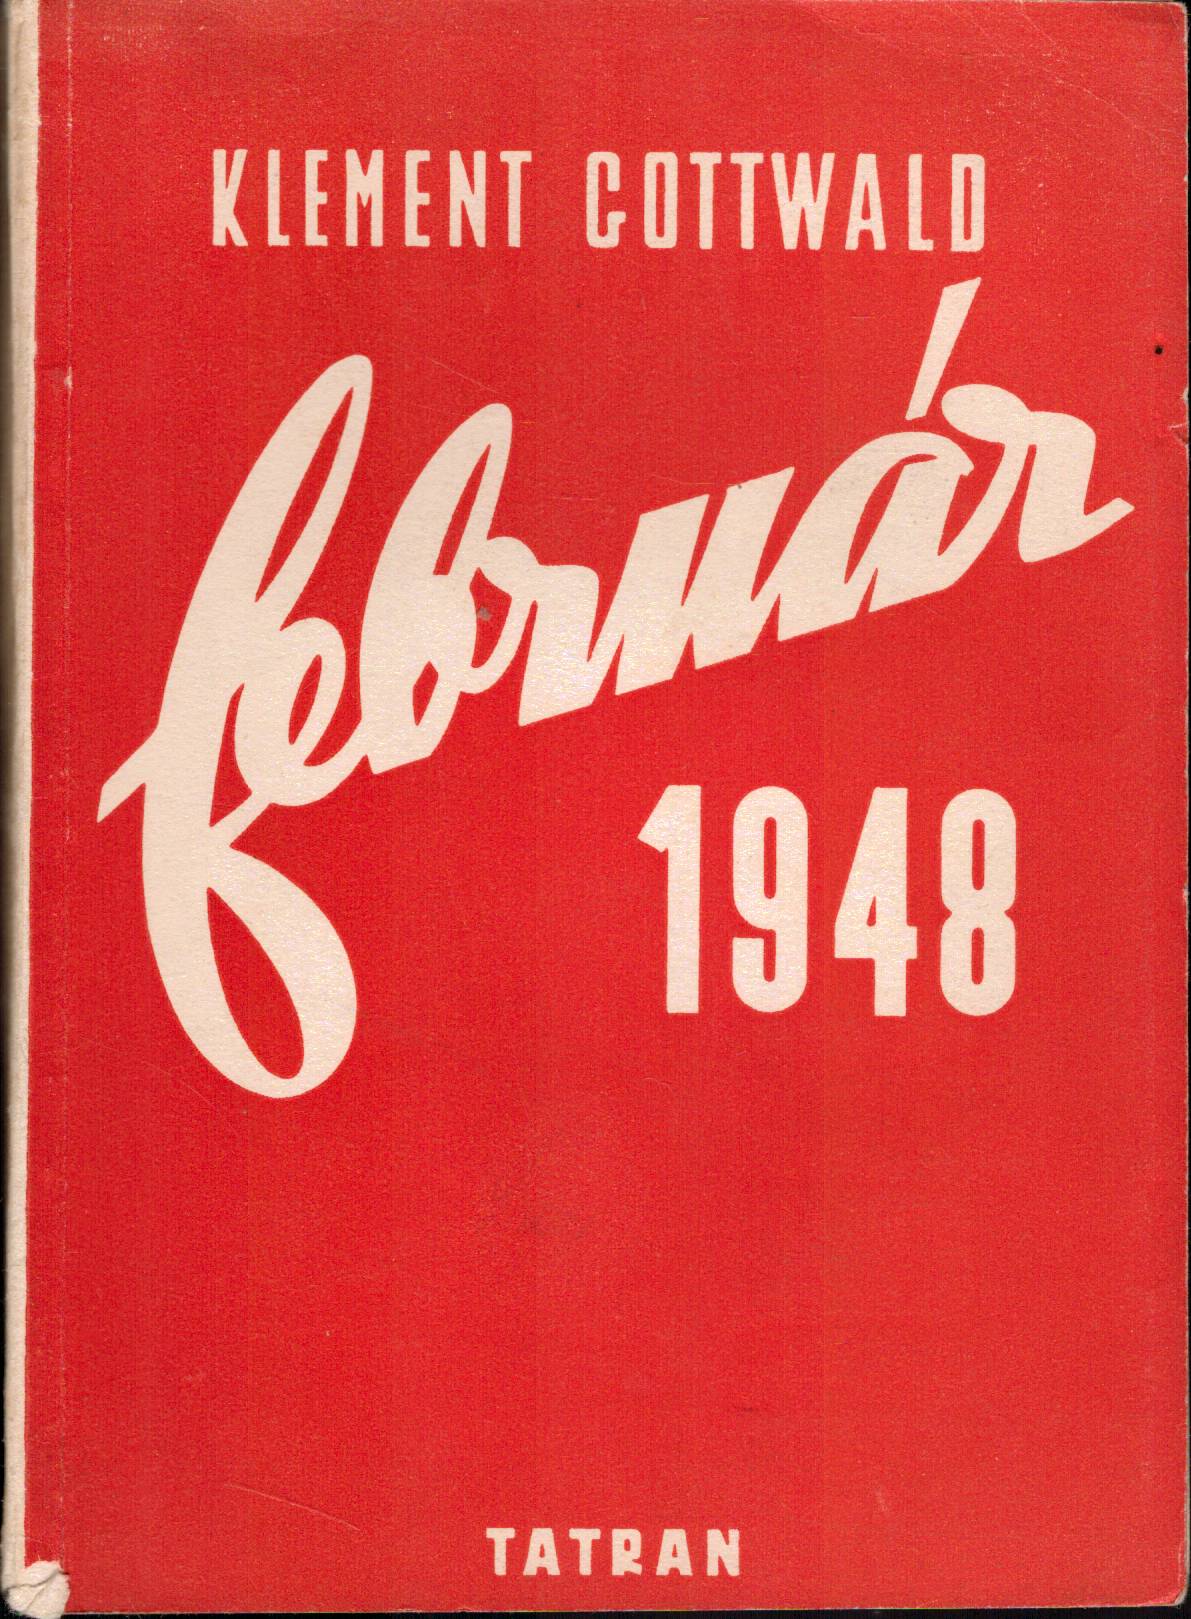 KLEMENT GOTTWALD
február
1948
TATRAN